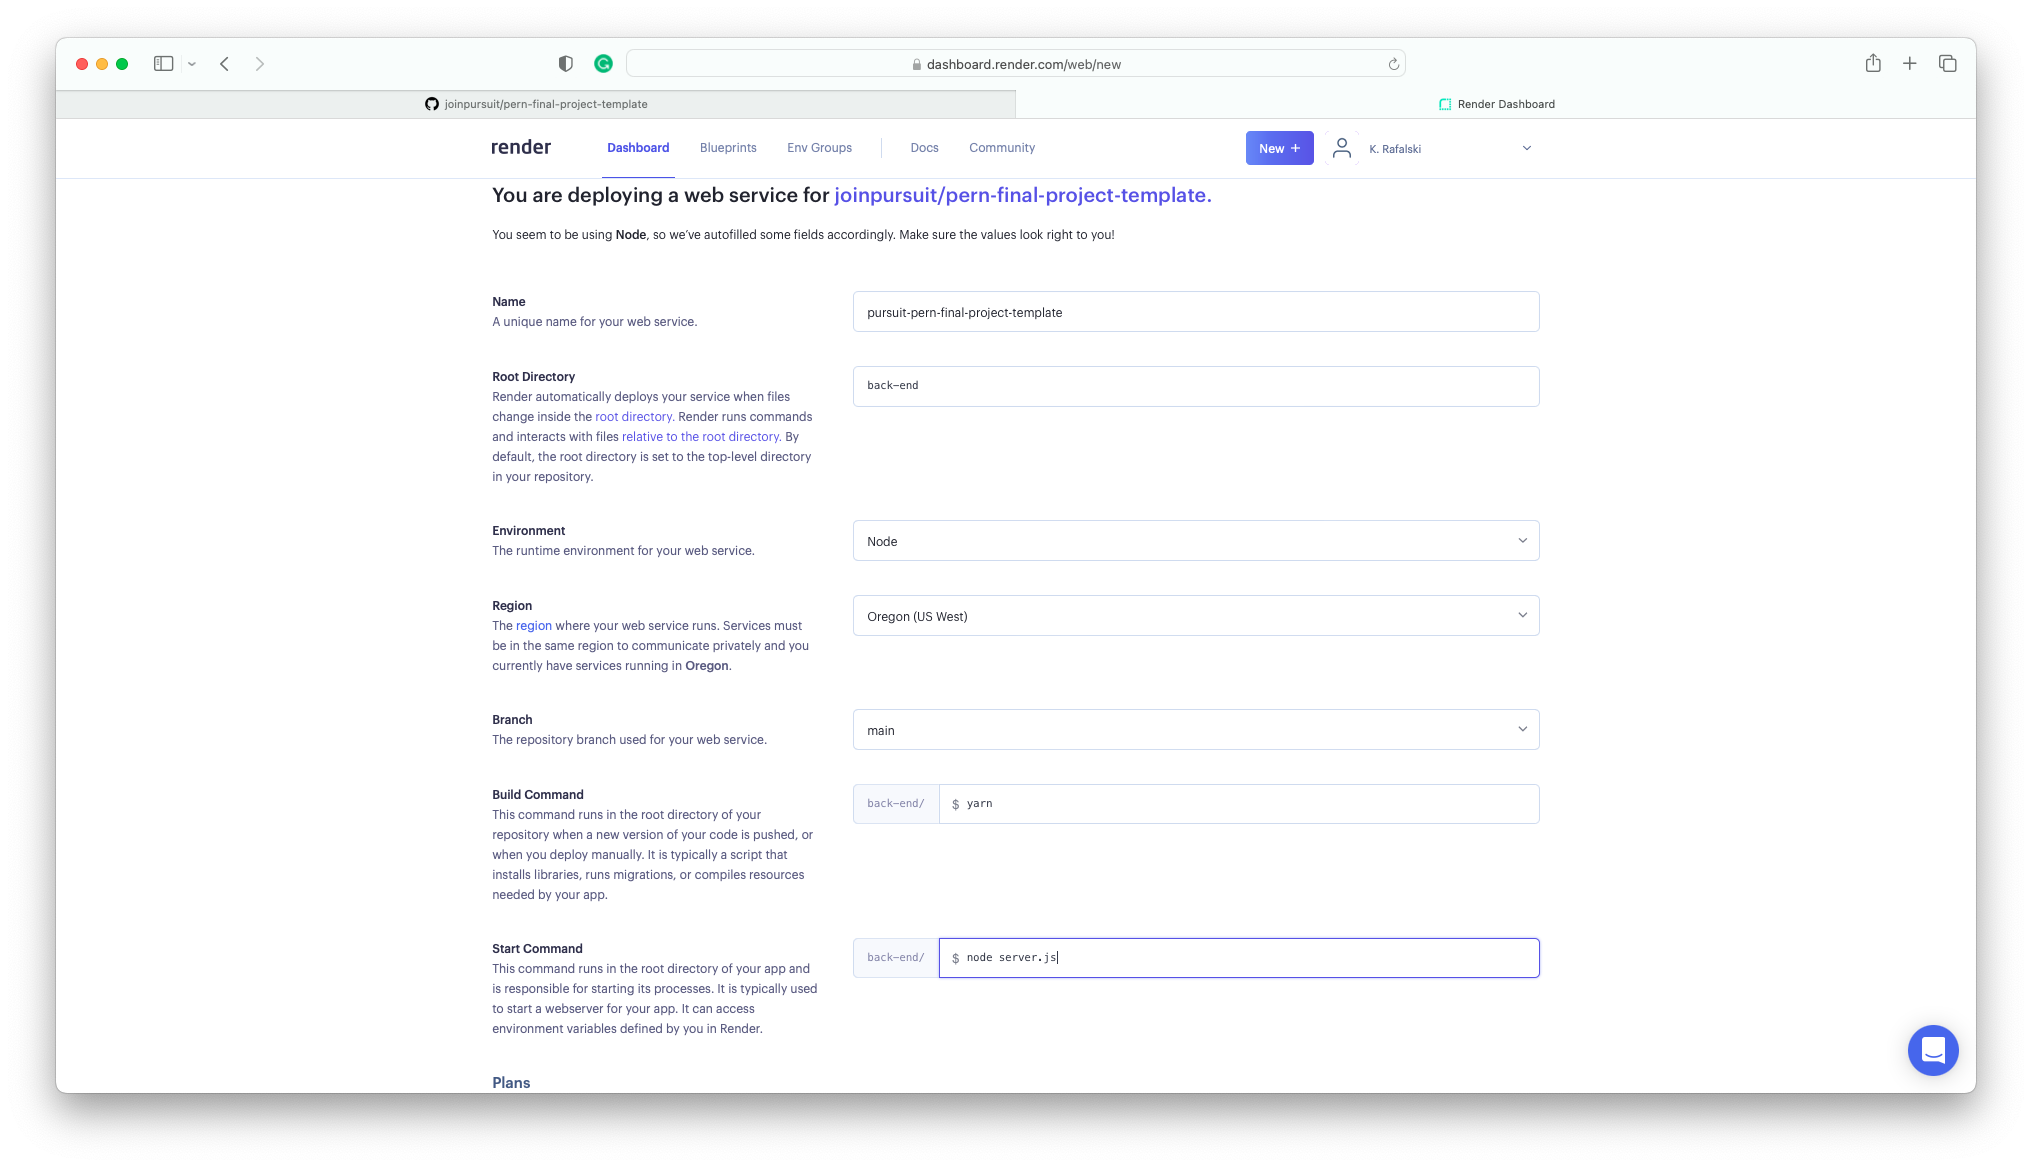 dashboard.render.com/web/new
joinpursuit/pern-final-project-template
Render Dashboard
render
Dashboard
Blueprints
Env Groups
Docs
Community
New +
K. Rafalski
You are deploying a web service for joinpursuit/pern-final-project-template.
You seem to be using Node, so we've autofilled some fields accordingly. Make sure the values look right to you!
Name
A unique name for your web service.
pursuit-pern-final-project-template
Root Directory
Render automatically deploys your service when files
change inside the root directory. Render runs commands
and interacts with files relative to the root directory. By
default, the root directory is set to the top-level directory
in your repository.
back-end
Environment
The runtime environment for your web service.
Node
Region
The region where your web service runs. Services must
be in the same region to communicate privately and you
currently have services running in Oregon.
Oregon (US West)
Branch
The repository branch used for your web service.
main
Build Command
This command runs in the root directory of your
repository when a new version of your code is pushed, or
when you deploy manually. It is typically a script that
installs libraries, runs migrations, or compiles resources
needed by your app.
back-end/ $ yarn
Start Command
This command runs in the root directory of your app and
is responsible for starting its processes. It is typically used
to start a webserver for your app. It can access
environment variables defined by you in Render.
back-end/ $ node server.js
Plans